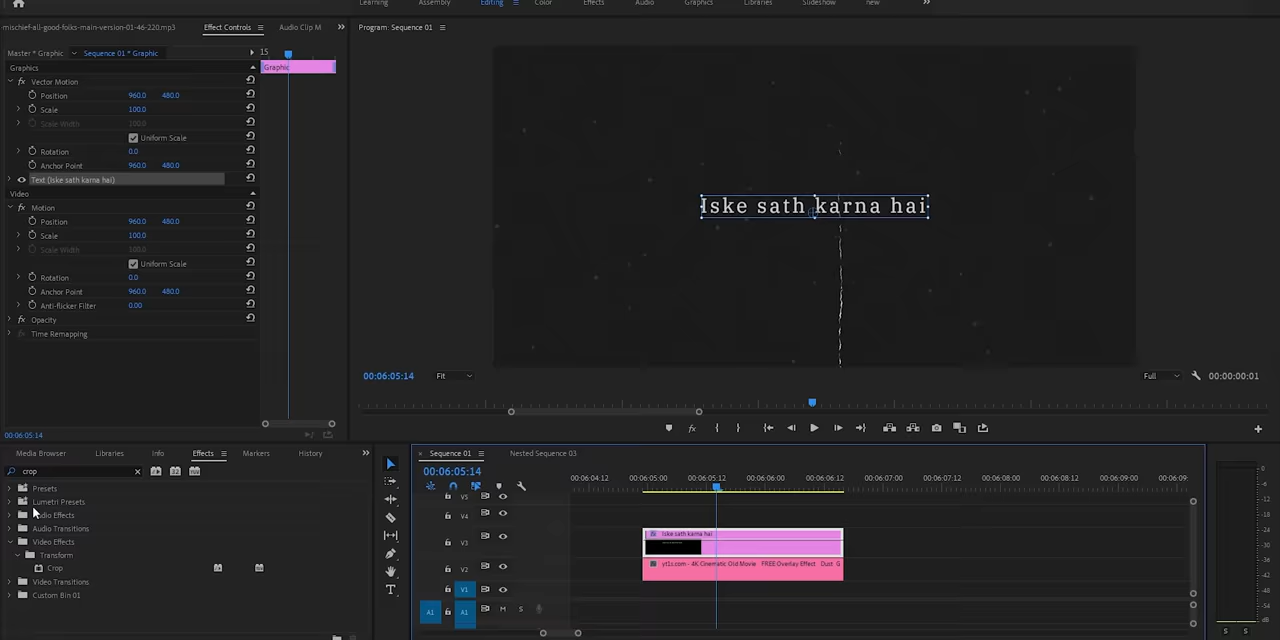 Learning Assembly Editing Color Effects Audio Graphics Libraries Slideshow new
mischief-all-good-folks-main-version-01-46-220.mp3 Effect Controls Audio Clip M
Program: Sequence 01
Master * Graphic Sequence 01 * Graphic 15
Graphics Graphic
Vector Motion
Position 960.0 480.0
Scale 100.0
Scale Width 100.0
Uniform Scale
Rotation 0.0
Anchor Point 960.0 480.0
Text (Iske sath karna hai)
Video
Motion
Position 960.0 480.0
Scale 100.0
Scale Width 100.0
Uniform Scale
Rotation 0.0
Anchor Point 960.0 480.0
Anti-flicker Filter 0.00
Opacity
Time Remapping
Iske sath karna hai
00:06:05:14 Fit Full 00:00:00:01
00:06:05:14
Media Browser Libraries Info Effects Markers History
crop
Presets
Lumetri Presets
Audio Effects
Audio Transitions
Video Effects
Transform
Crop
Video Transitions
Custom Bin 01
Sequence 01 Nested Sequence 03
00:06:05:14
00:06:04:12 00:06:05:00 00:06:05:12 00:06:06:00 00:06:06:12 00:06:07:00 00:06:07:12 00:06:08:00 00:06:08:12 00:06:09:
V5
V4
V3 Iske sath karna hai
V2 yt1s.com - 4K Cinematic Old Movie FREE Overlay Effect Dust G
V1
A1 A1 M S
0
-6
-12
-18
-24
-30
-36
-42
-48
-54
dB
S S